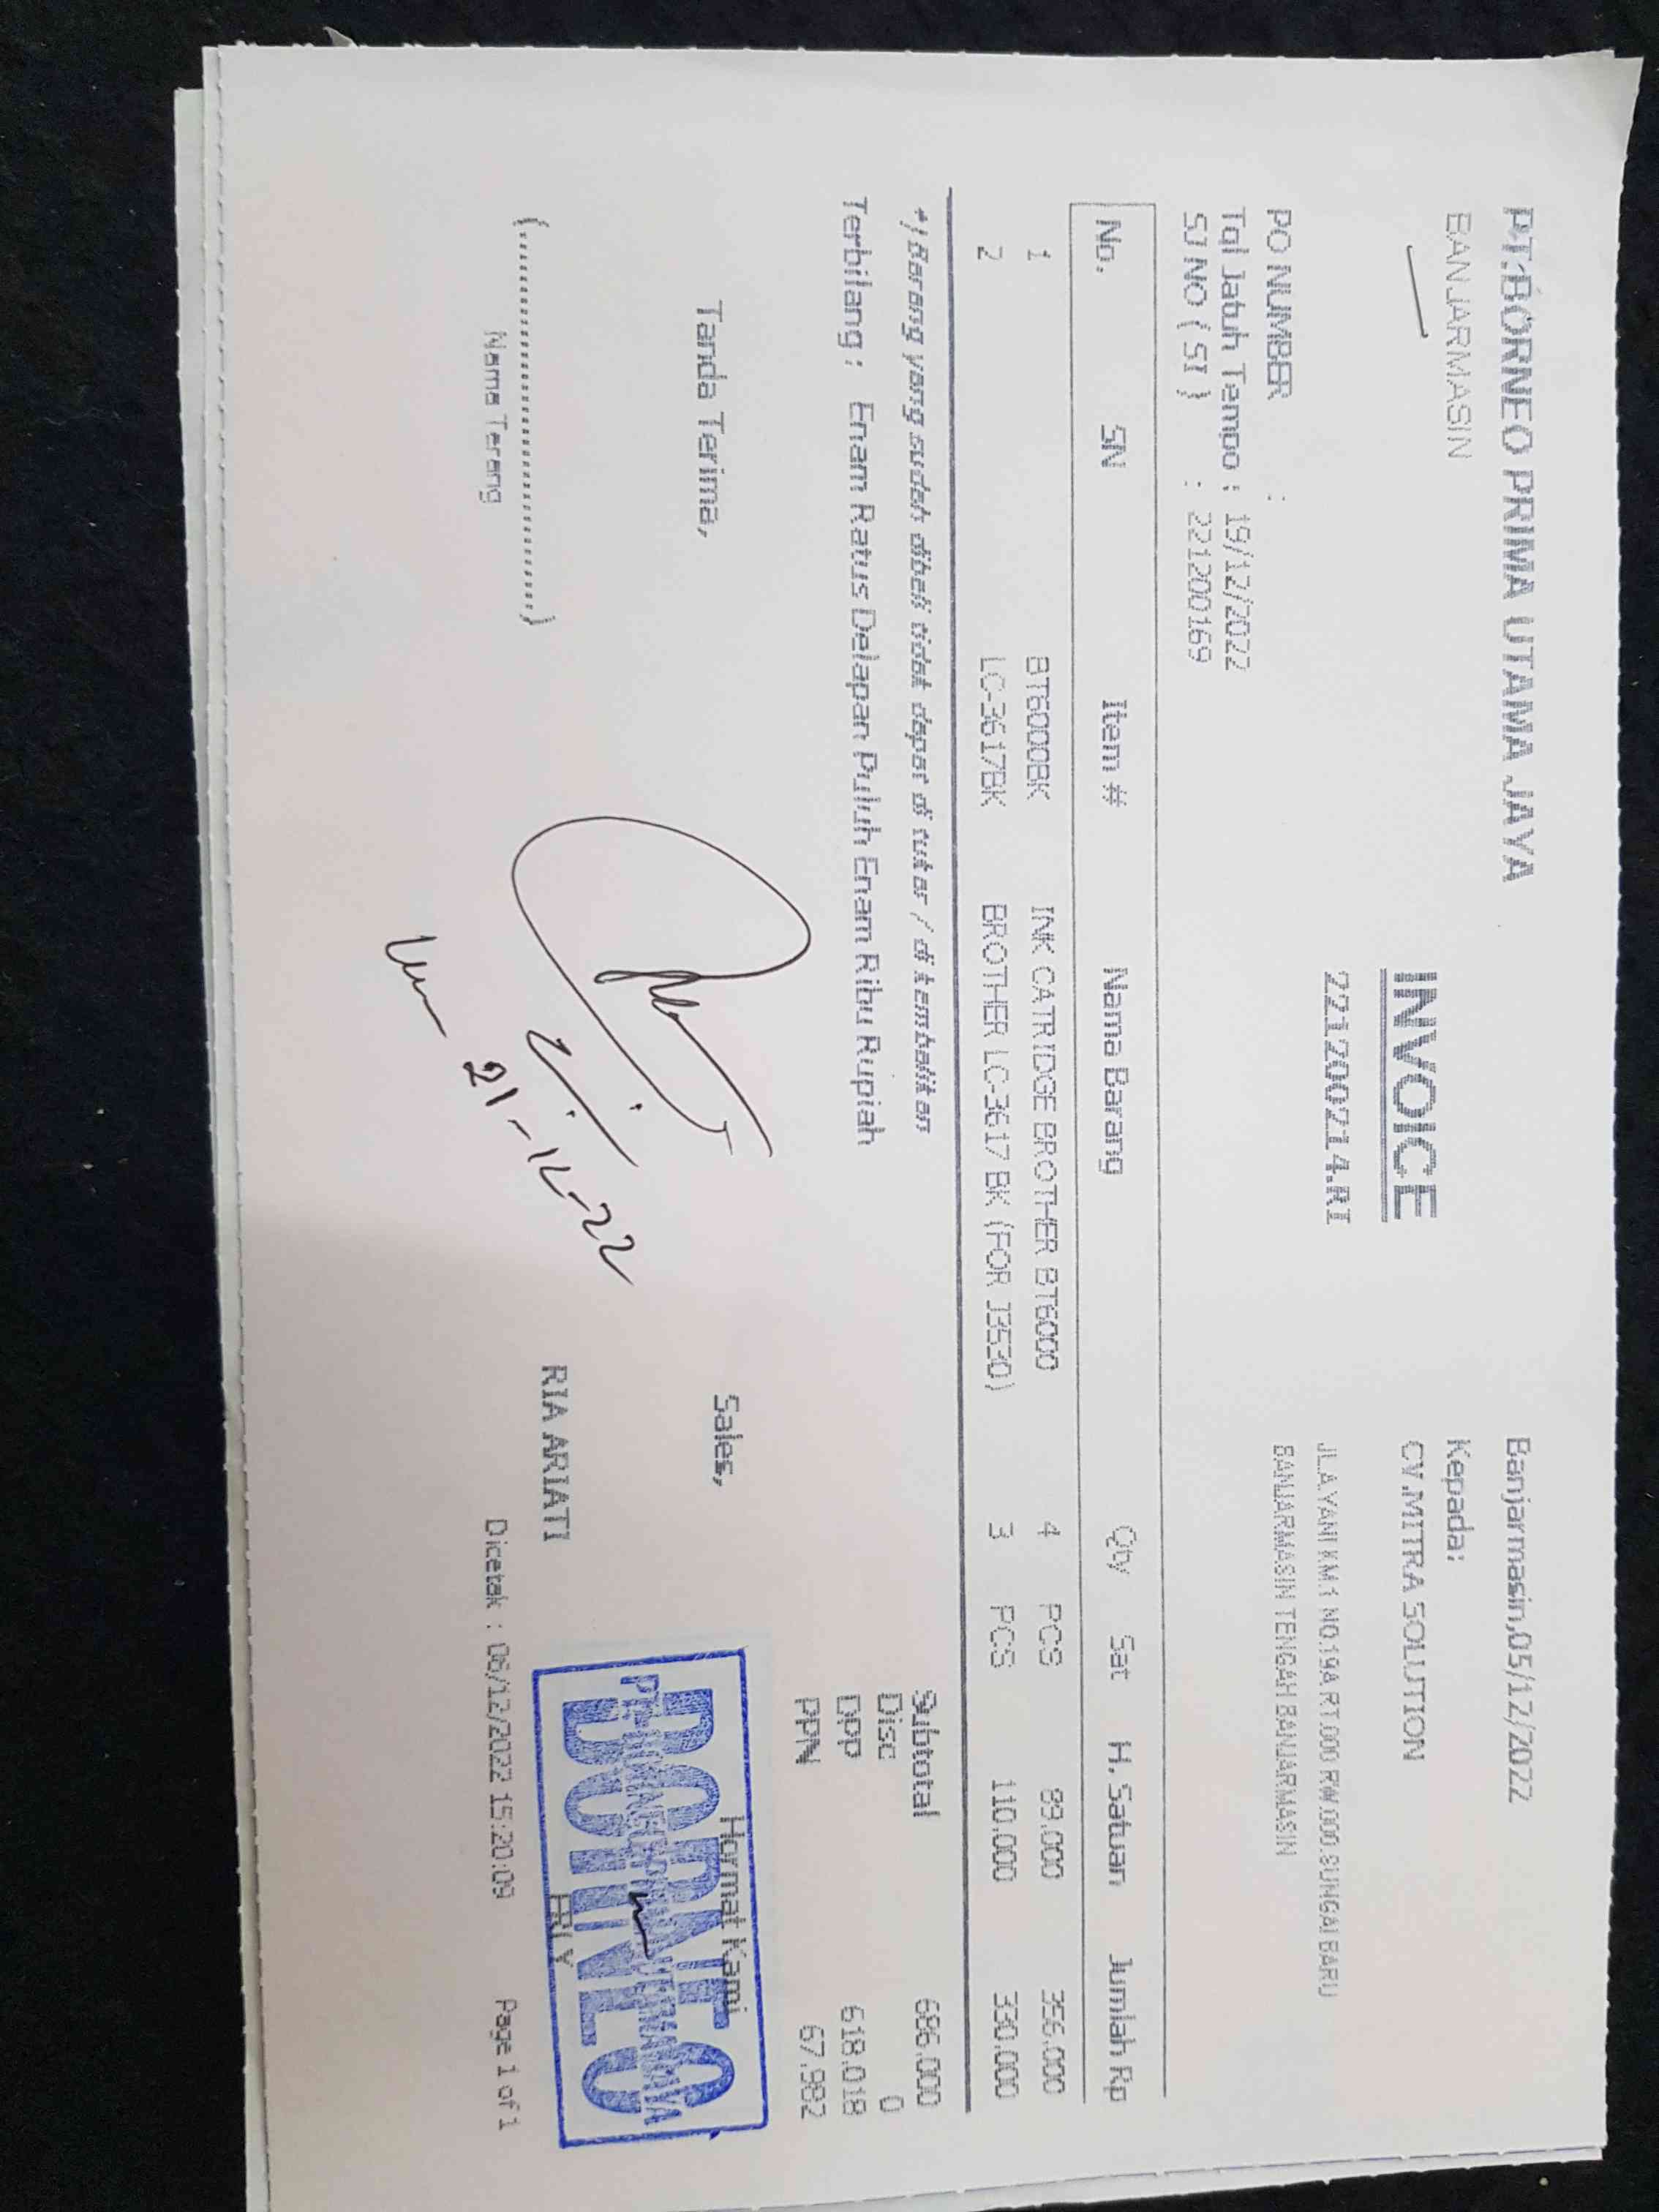 PT.BORNEO PRIMA UTAMA JAYA
BANJARMASIN
INVOICE
221200214.RI
Banjarmasin,05/12/2022
Kepada:
CV.MITRA SOLUTION
JL.A.YANI KM.1 NO.19A RT.000 RW.000.SUNGAI BARU
BANJARMASIN TENGAH BANJARMASIN
PO NUMBER :
Tgl Jatuh Tempo : 19/12/2022
SJ NO ( SI ) : 221200169
No. SN Item # Nama Barang Qty Sat H. Satuan Jumlah Rp
1 BT6000BK INK CATRIDGE BROTHER BT6000 4 PCS 89.000 356.000
2 LC-3617BK BROTHER LC-3617 BK (FOR J3530) 3 PCS 110.000 330.000
*) Barang yang sudah dibeli tidak dapat di tukar / di kembalikan
Terbilang : Enam Ratus Delapan Puluh Enam Ribu Rupiah
Subtotal 686.000
Disc 0
DPP 618.018
PPN 67.982
Tanda Terima,
Sales,
Hormat Kami
BORNEO
21-12-22
(..............................)
RIA ARIATI
ERLY
Nama Terang
Dicetak : 06/12/2022 15:20:09
Page 1 of 1